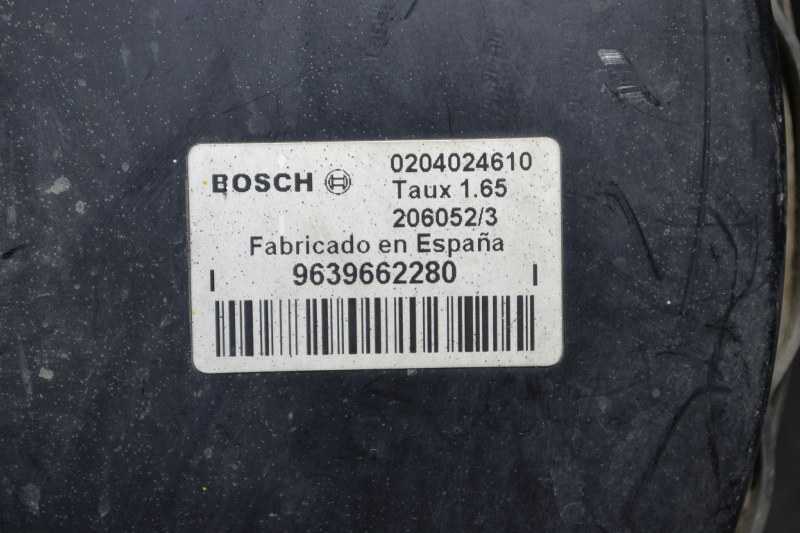 BOSCH 0204024610
Taux 1.65
206052/3
Fabricado en España
9639662280